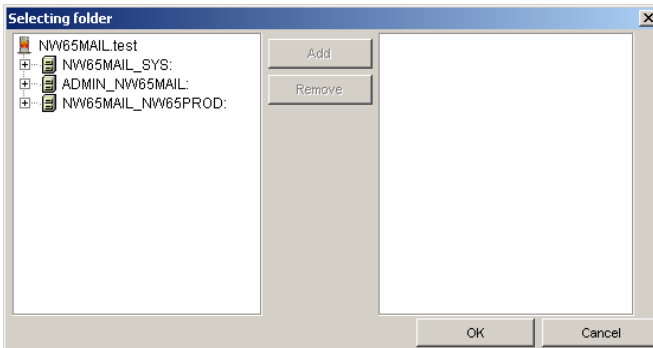 Selecting folder
NW65MAIL.test
NW65MAIL_SYS:
ADMIN_NW65MAIL:
NW65MAIL_NW65PROD:
Add
Remove
OK
Cancel